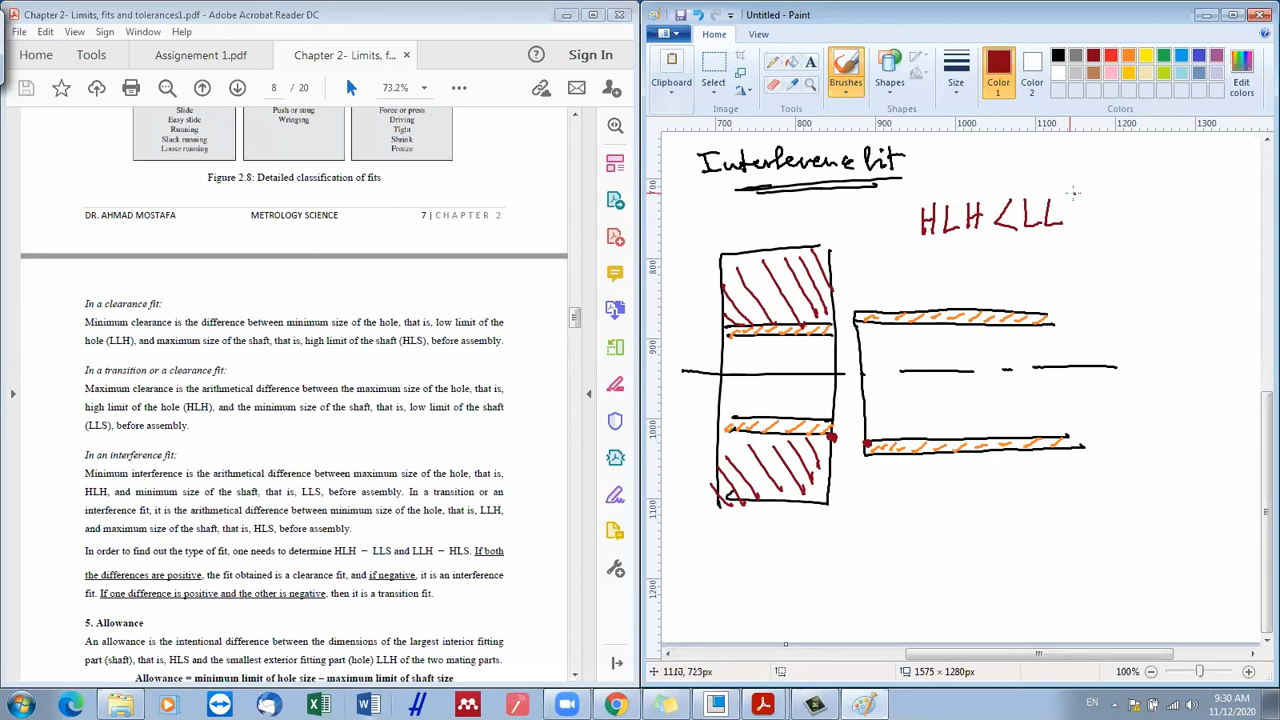 Chapter 2- Limits, fits and tolerances1.pdf - Adobe Acrobat Reader DC
File Edit View Sign Window Help
Home Tools Assignement 1.pdf Chapter 2- Limits, f... × Sign In
8 / 20 73.2%
Slide
Easy slide
Running
Slack running
Loose running
Push or snug
Wringing
Force or press
Driving
Tight
Shrink
Freeze
Figure 2.8: Detailed classification of fits
DR. AHMAD MOSTAFA METROLOGY SCIENCE 7 | CHAPTER 2
In a clearance fit:
Minimum clearance is the difference between minimum size of the hole, that is, low limit of the
hole (LLH), and maximum size of the shaft, that is, high limit of the shaft (HLS), before assembly.
In a transition or a clearance fit:
Maximum clearance is the arithmetical difference between the maximum size of the hole, that is,
high limit of the hole (HLH), and the minimum size of the shaft, that is, low limit of the shaft
(LLS), before assembly.
In an interference fit:
Minimum interference is the arithmetical difference between maximum size of the hole,
HLH, and minimum size of the shaft, that is, LLS, before assembly. In a transition or an
interference fit, it is the arithmetical difference between minimum size of the hole, that is, LLH,
and maximum size of the shaft, that is, HLS, before assembly.
In order to find out the type of fit, one needs to determine HLH − LLS and LLH − HLS. If both
the differences are positive, the fit obtained is a clearance fit, and if negative, it is an interference
fit. If one difference is positive and the other is negative, then it is a transition fit.
5. Allowance
An allowance is the intentional difference between the dimensions of the largest interior fitting
part (shaft), that is, HLS and the smallest exterior fitting part (hole) LLH of the two mating parts.
Allowance = minimum limit of hole size – maximum limit of shaft size
Untitled - Paint
Home View
Clipboard
Select
Image
Tools
Brushes
Shapes
Shapes
Size
Color 1
Color 2
Colors
Edit colors
700 800 900 1000 1100 1200 1300
700
800
900
1000
1100
1200
Interference fit
HLH < LL
1110, 723px
1575 × 1280px
100%
EN
9:30 AM
11/12/2020